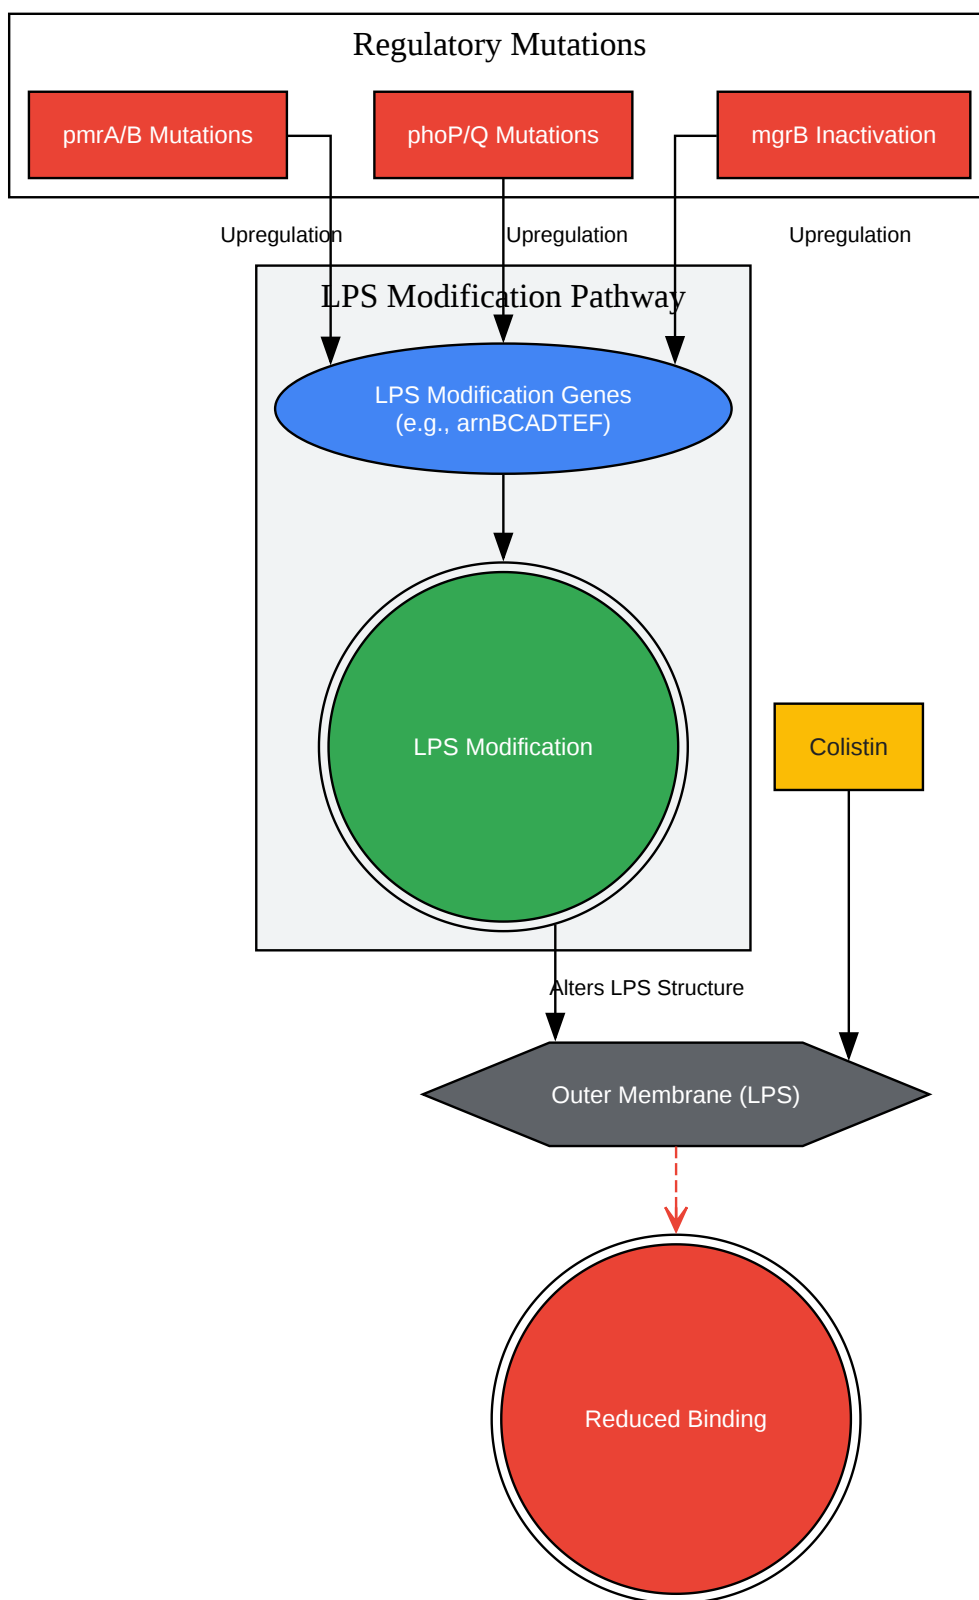 Regulatory Mutations
pmrA/B Mutations
phoP/Q Mutations
mgrB Inactivation
Upregulation
Upregulation
Upregulation
LPS Modification Pathway
LPS Modification Genes
(e.g., arnBCADTEF)
LPS Modification
Colistin
Alters LPS Structure
Outer Membrane (LPS)
Reduced Binding